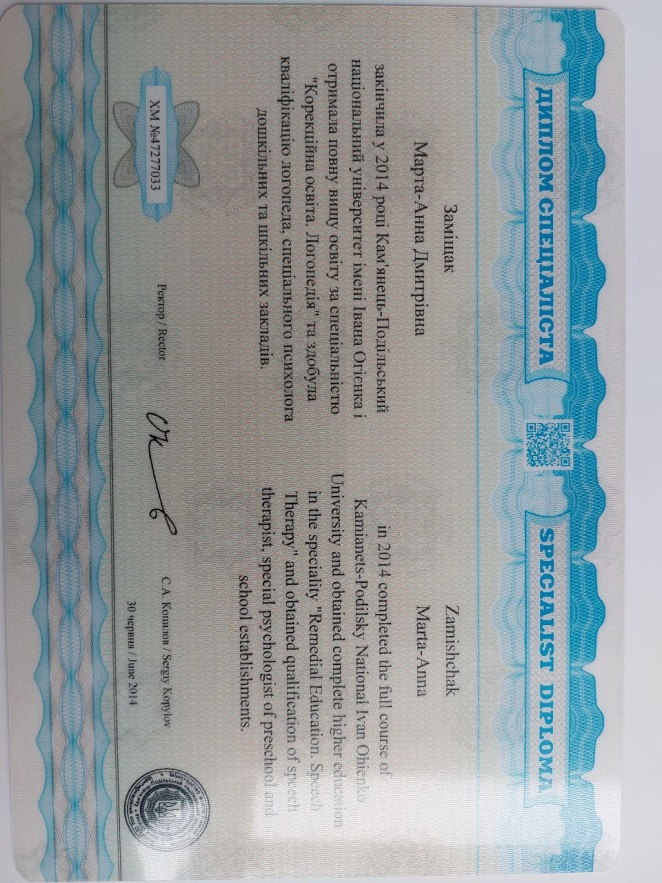 ДИПЛОМ СПЕЦІАЛІСТА
Заміщак
Марта-Анна Дмитрівна
закінчила у 2014 році Кам'янець-Подільський
національний університет імені Івана Огієнка і
отримала повну вищу освіту за спеціальністю
"Корекційна освіта. Логопедія" та здобула
кваліфікацію логопеда, спеціального психолога
дошкільних та шкільних закладів.
SPECIALIST DIPLOMA
Zamishchak
Marta-Anna
in 2014 completed the full course of
Kamianets-Podilsky National Ivan Ohienko
University and obtained complete higher education
in the speciality "Remedial Education. Speech
Therapy" and obtained qualification of speech
therapist, special psychologist of preschool and
school establishments.
ХМ №47277033
Ректор / Rector
С.А. Копилов / Sergiy Kopylov
30 червня / June 2014